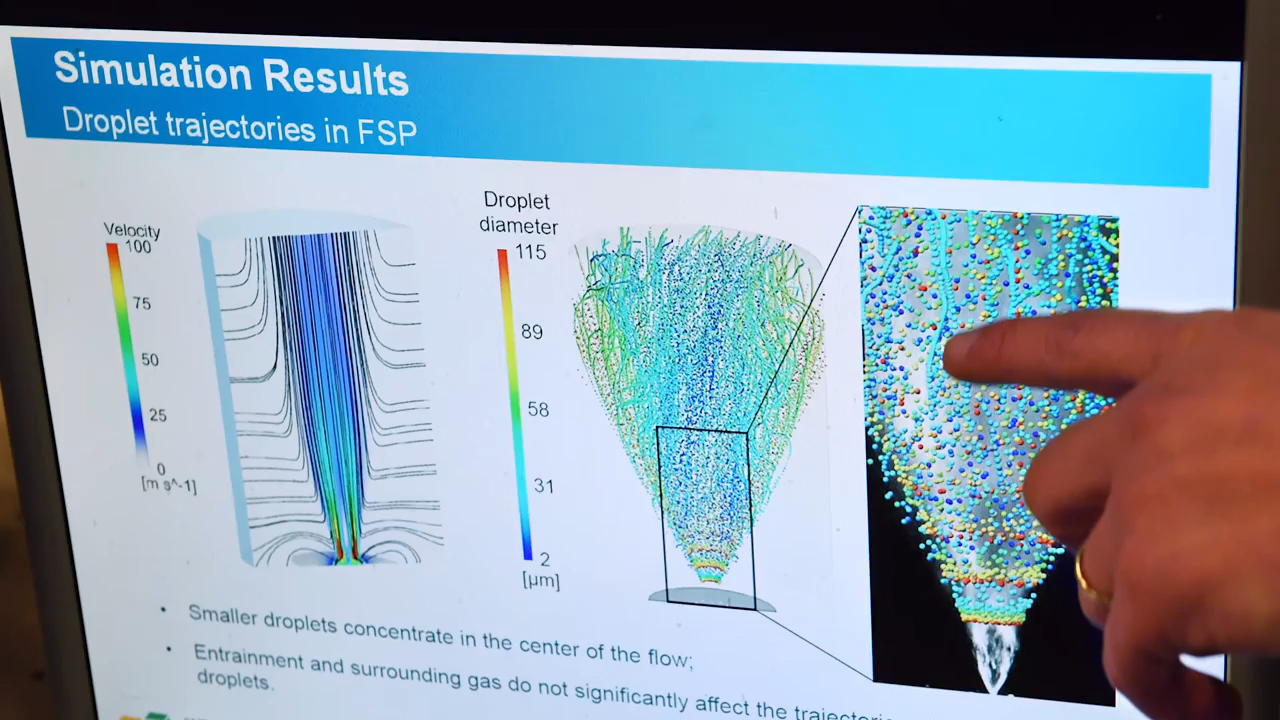 Simulation Results
Droplet trajectories in FSP
Velocity
100
75
50
25
0
[m s^-1]
Droplet
diameter
115
89
58
31
2
[µm]
• Smaller droplets concentrate in the center of the flow;
• Entrainment and surrounding gas do not significantly affect the
droplets.